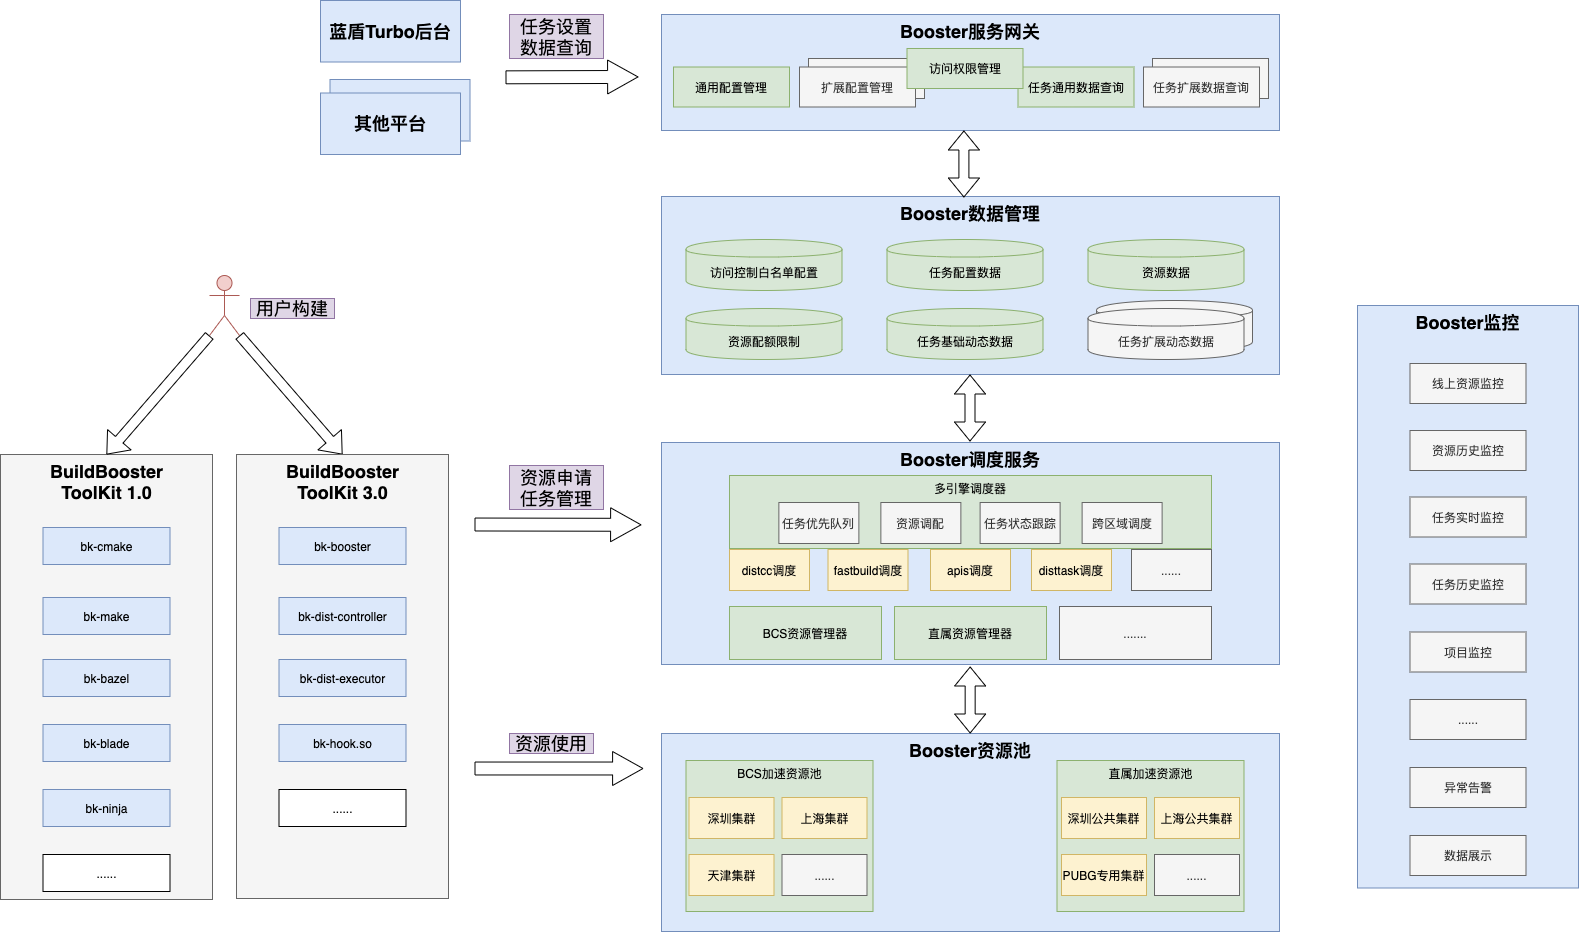 蓝盾Turbo后台
其他平台
任务设置
数据查询
Booster服务网关
通用配置管理
扩展配置管理
访问权限管理
任务通用数据查询
任务扩展数据查询
Booster数据管理
访问控制白名单配置
任务配置数据
资源数据
资源配额限制
任务基础动态数据
任务扩展动态数据
用户构建
BuildBooster
ToolKit 1.0
bk-cmake
bk-make
bk-bazel
bk-blade
bk-ninja
......
BuildBooster
ToolKit 3.0
bk-booster
bk-dist-controller
bk-dist-executor
bk-hook.so
......
资源申请
任务管理
Booster调度服务
多引擎调度器
任务优先队列
资源调配
任务状态跟踪
跨区域调度
distcc调度
fastbuild调度
apis调度
disttask调度
......
BCS资源管理器
直属资源管理器
.......
资源使用
Booster资源池
BCS加速资源池
深圳集群
上海集群
天津集群
......
直属加速资源池
深圳公共集群
上海公共集群
PUBG专用集群
......
Booster监控
线上资源监控
资源历史监控
任务实时监控
任务历史监控
项目监控
......
异常告警
数据展示